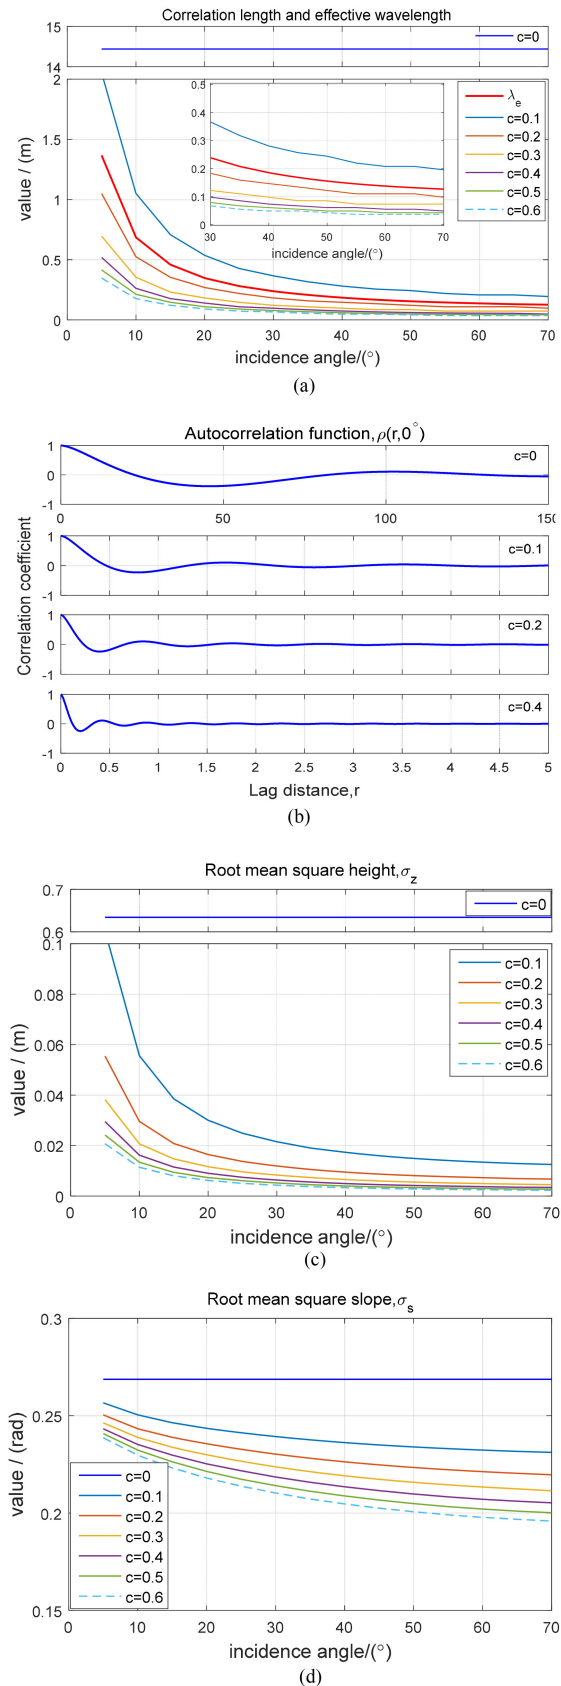 Correlation length and effective wavelength
15
14
c=0
2
1.5
1
0.5
0
value / (m)
0.5
0.4
0.3
0.2
0.1
0
30 40 50 60 70
incidence angle/(°)
λe
c=0.1
c=0.2
c=0.3
c=0.4
c=0.5
c=0.6
0 10 20 30 40 50 60 70
incidence angle/(°)
(a)
Autocorrelation function,ρ(r,0°)
1
0
-1
c=0
0 50 100 150
Correlation coefficient
1
0
-1
c=0.1
1
0
-1
c=0.2
1
0
-1
c=0.4
0 0.5 1 1.5 2 2.5 3 3.5 4 4.5 5
Lag distance,r
(b)
Root mean square height,σz
0.7
0.6
c=0
0.1
0.08
0.06
0.04
0.02
0
value / (m)
c=0.1
c=0.2
c=0.3
c=0.4
c=0.5
c=0.6
0 10 20 30 40 50 60 70
incidence angle/(°)
(c)
Root mean square slope,σs
0.3
0.25
0.2
0.15
value / (rad)
c=0
c=0.1
c=0.2
c=0.3
c=0.4
c=0.5
c=0.6
0 10 20 30 40 50 60 70
incidence angle/(°)
(d)